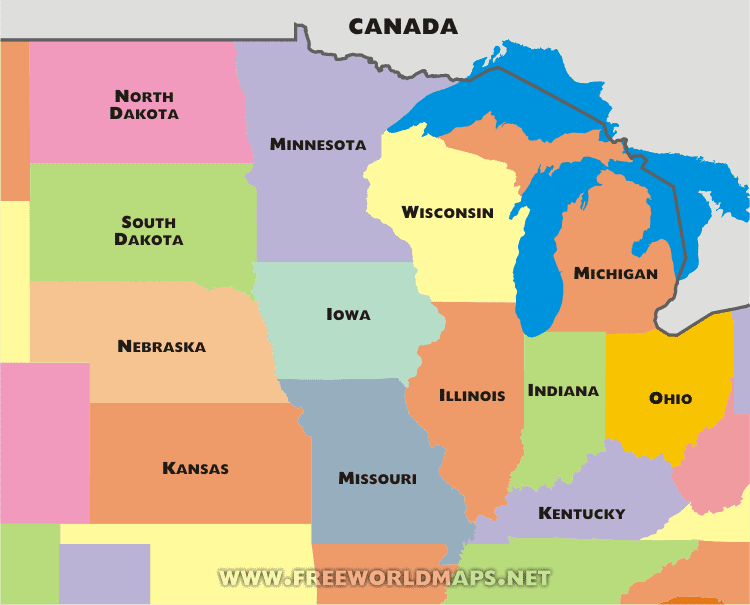 CANADA
NORTH
DAKOTA
MINNESOTA
SOUTH
DAKOTA
WISCONSIN
MICHIGAN
IOWA
NEBRASKA
ILLINOIS
INDIANA
OHIO
KANSAS
MISSOURI
KENTUCKY
WWW.FREEWORLDMAPS.NET